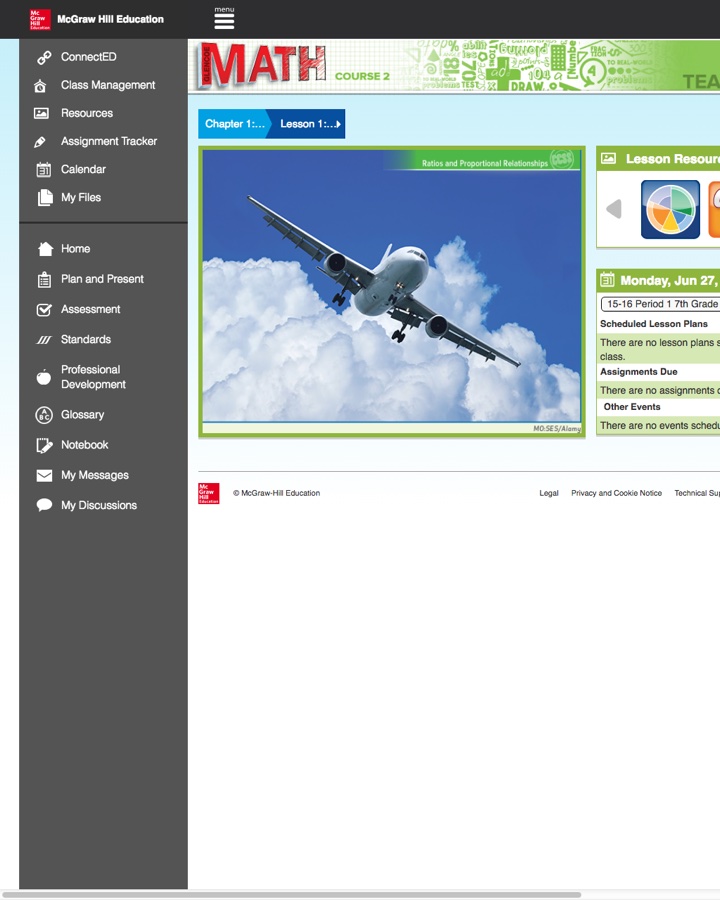 Mc Graw Hill Education
McGraw Hill Education
menu
ConnectED
Class Management
Resources
Assignment Tracker
Calendar
My Files
Home
Plan and Present
Assessment
Standards
Professional
Development
Glossary
Notebook
My Messages
My Discussions
GLENCOE
MATH
COURSE 2
TEA
Chapter 1:...
Lesson 1:...
Ratios and Proportional Relationships
CCSS
MO:SES/Alamy
Lesson Resour
31
Monday, Jun 27,
15-16 Period 1 7th Grade
Scheduled Lesson Plans
There are no lesson plans s
class.
Assignments Due
There are no assignments
Other Events
There are no events schedu
Mc Graw Hill Education
© McGraw-Hill Education
Legal
Privacy and Cookie Notice
Technical Sup